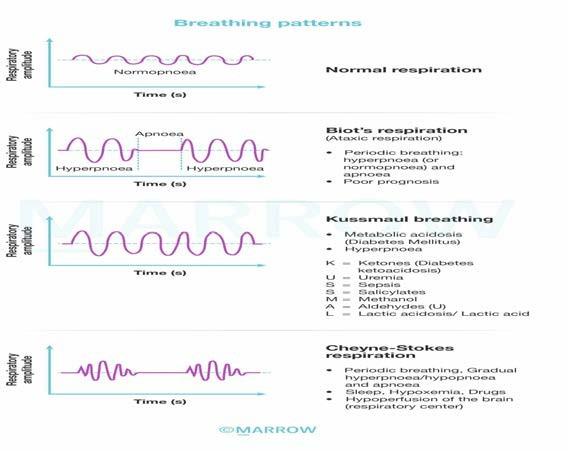 Breathing patterns
Respiratory
amplitude
Normopnoea
Time (s)
Normal respiration
Respiratory
amplitude
Apnoea
Hyperpnoea
Hyperpnoea
Time (s)
Biot's respiration
(Ataxic respiration)
• Periodic breathing:
hyperpnoea (or
normopnoea) and
apnoea
• Poor prognosis
MARROW
Respiratory
amplitude
Time (s)
Kussmaul breathing
• Metabolic acidosis
(Diabetes Mellitus)
• Hyperpnoea
K = Ketones (Diabetes
ketoacidosis)
U = Uremia
S = Sepsis
S = Salicylates
M = Methanol
A = Aldehydes (U)
L = Lactic acidosis/ Lactic acid
Respiratory
amplitude
Time (s)
Cheyne-Stokes
respiration
• Periodic breathing, Gradual
hyperpnoea/hypopnoea
and apnoea
• Sleep, Hypoxemia, Drugs
• Hypoperfusion of the brain
(respiratory center)
©MARROW